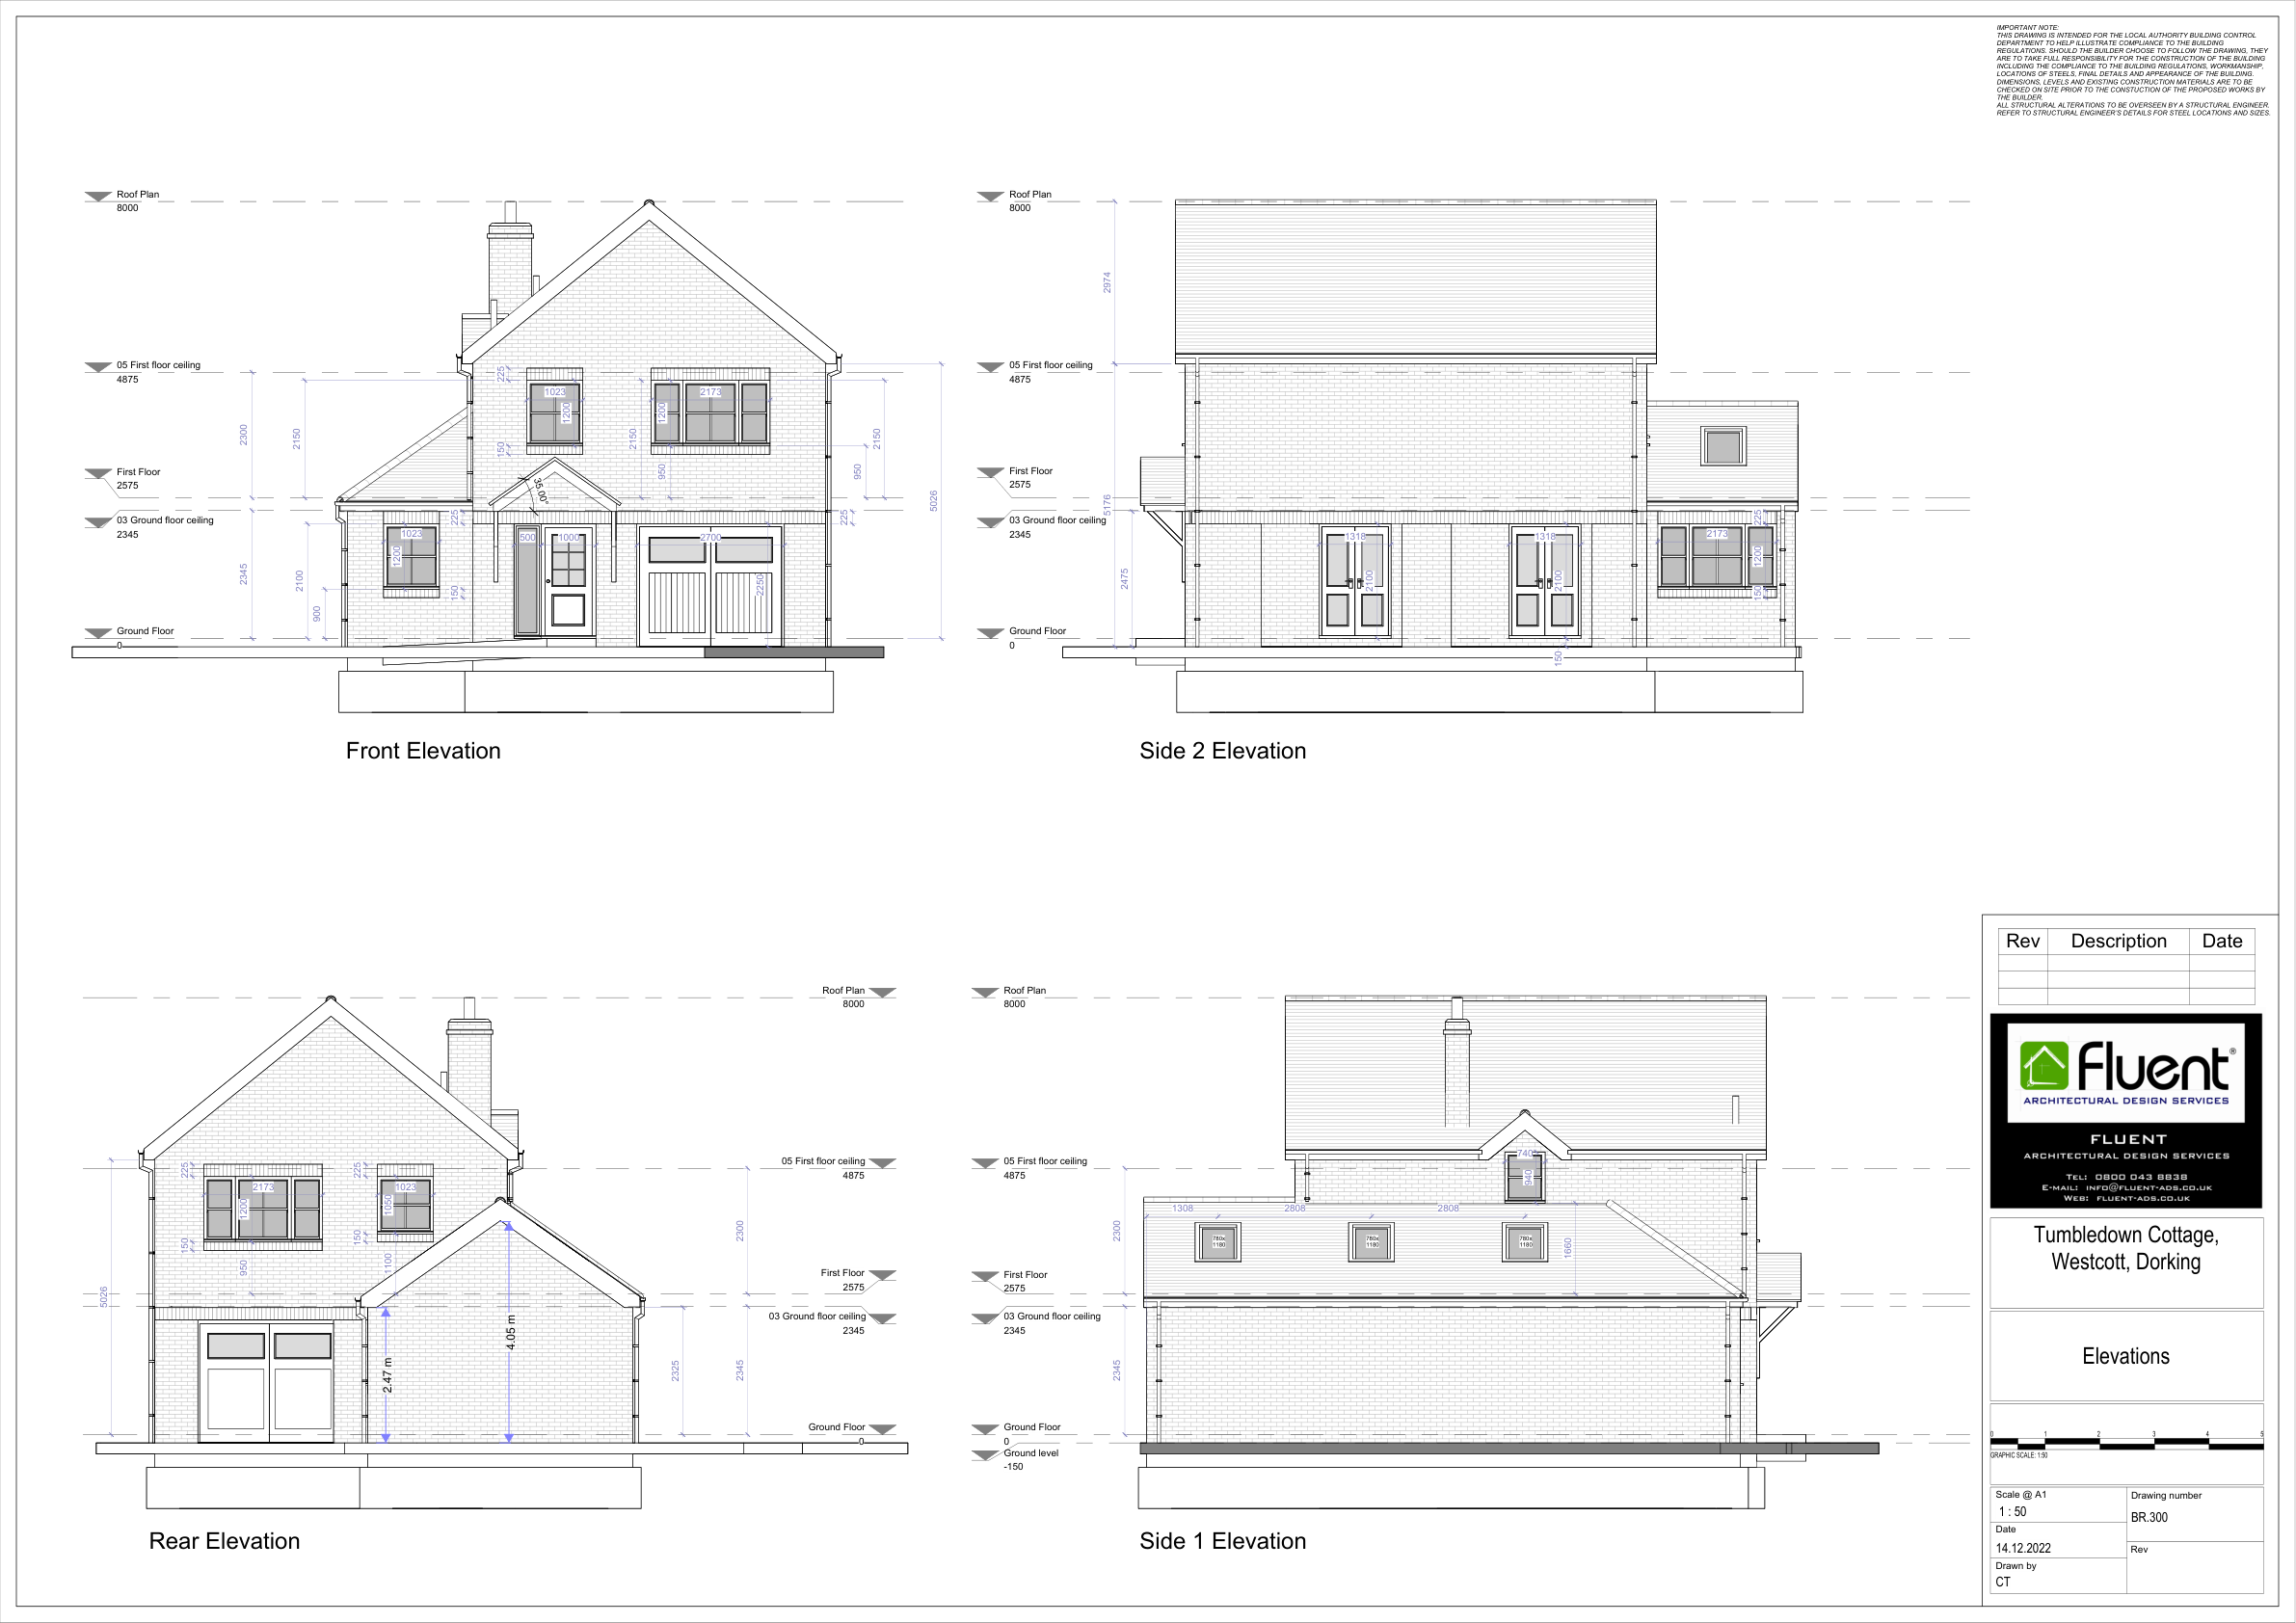 IMPORTANT NOTE:
THIS DRAWING IS INTENDED FOR THE LOCAL AUTHORITY BUILDING CONTROL
DEPARTMENT TO HELP ILLUSTRATE COMPLIANCE TO THE BUILDING
REGULATIONS. SHOULD THE BUILDER CHOOSE TO FOLLOW THE DRAWING, THEY
ARE TO TAKE FULL RESPONSIBILITY FOR THE CONSTRUCTION OF THE BUILDING
INCLUDING THE COMPLIANCE TO THE BUILDING REGULATIONS, WORKMANSHIP,
LOCATIONS OF STEELS, FINAL DETAILS AND APPEARANCE OF THE BUILDING.
DIMENSIONS, LEVELS AND EXISTING CONSTRUCTION MATERIALS ARE TO BE
CHECKED ON SITE PRIOR TO THE CONSTUCTION OF THE PROPOSED WORKS BY
THE BUILDER.
ALL STRUCTURAL ALTERATIONS TO BE OVERSEEN BY A STRUCTURAL ENGINEER,
REFER TO STRUCTURAL ENGINEER'S DETAILS FOR STEEL LOCATIONS AND SIZES.
Roof Plan
8000
05 First floor ceiling
4875
First Floor
2575
03 Ground floor ceiling
2345
Ground Floor
0
2300
2150
2345
2100
900
225
1023
1200
150
2173
1200
2150
950
2150
950
5026
225
35.00°
225
1023
1200
150
500
1000
2700
2250
Front Elevation
Roof Plan
8000
05 First floor ceiling
4875
First Floor
2575
03 Ground floor ceiling
2345
Ground Floor
0
2974
5176
2475
1318
2100
1318
2100
150
2173
225
1200
150
Side 2 Elevation
Roof Plan
8000
05 First floor ceiling
4875
First Floor
2575
03 Ground floor ceiling
2345
Ground Floor
0
5026
225
2173
1200
150
950
225
1023
1050
150
1100
2.47 m
4.05 m
2325
2300
2345
Rear Elevation
Roof Plan
8000
05 First floor ceiling
4875
First Floor
2575
03 Ground floor ceiling
2345
Ground Floor
0
Ground level
-150
2300
2345
740
940
1308
2808
2808
780x
1180
780x
1180
780x
1180
1660
Side 1 Elevation
Rev Description Date
Fluent®
ARCHITECTURAL DESIGN SERVICES
FLUENT
ARCHITECTURAL DESIGN SERVICES
TEL: 0800 043 8838
E-MAIL: INFO@FLUENT-ADS.CO.UK
WEB: FLUENT-ADS.CO.UK
Tumbledown Cottage,
Westcott, Dorking
Elevations
0 1 2 3 4 5
GRAPHIC SCALE: 1:50
Scale @ A1
1 : 50
Date
14.12.2022
Drawn by
CT
Drawing number
BR.300
Rev